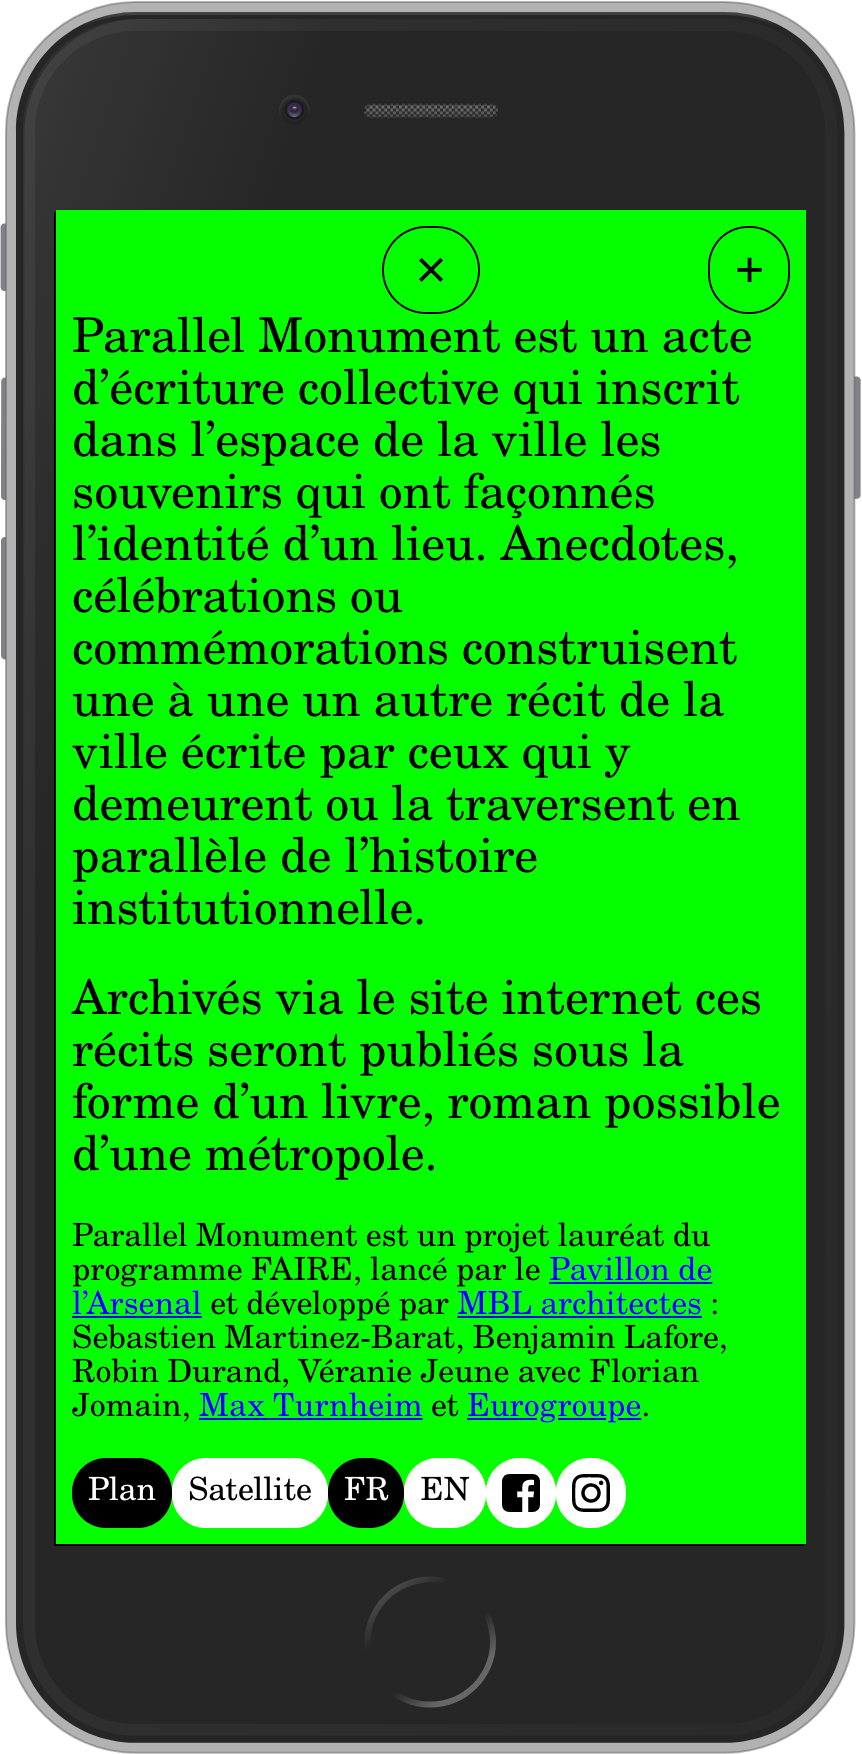 × +
Parallel Monument est un acte
d’écriture collective qui inscrit
dans l’espace de la ville les
souvenirs qui ont façonnés
l’identité d’un lieu. Anecdotes,
célébrations ou
commémorations construisent
une à une un autre récit de la
ville écrite par ceux qui y
demeurent ou la traversent en
parallèle de l’histoire
institutionnelle.
Archivés via le site internet ces
récits seront publiés sous la
forme d’un livre, roman possible
d’une métropole.
Parallel Monument est un projet lauréat du
programme FAIRE, lancé par le Pavillon de
l’Arsenal et développé par MBL architectes :
Sebastien Martinez-Barat, Benjamin Lafore,
Robin Durand, Véranie Jeune avec Florian
Jomain, Max Turnheim et Eurogroupe.
Plan Satellite FR EN